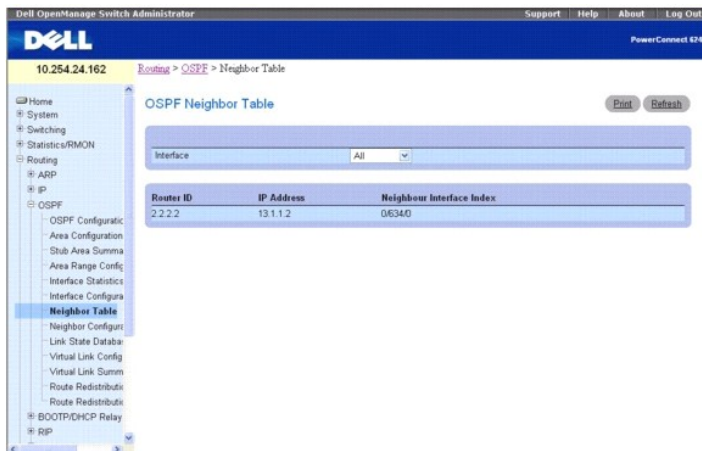 Dell OpenManage Switch Administrator
Support Help About Log Out
DELL
PowerConnect 624
10.254.24.162
Routing > OSPF > Neighbor Table
Home
System
Switching
Statistics/RMON
Routing
ARP
IP
OSPF
OSPF Configuratic
Area Configuration
Stub Area Summa
Area Range Config
Interface Statistics
Interface Configura
Neighbor Table
Neighbor Configura
Link State Databas
Virtual Link Config
Virtual Link Summ
Route Redistributic
Route Redistributic
BOOTP/DHCP Relay
RIP
OSPF Neighbor Table
Print Refresh
Interface All
Router ID IP Address Neighbour Interface Index
2.2.2.2 13.1.1.2 0/634/0